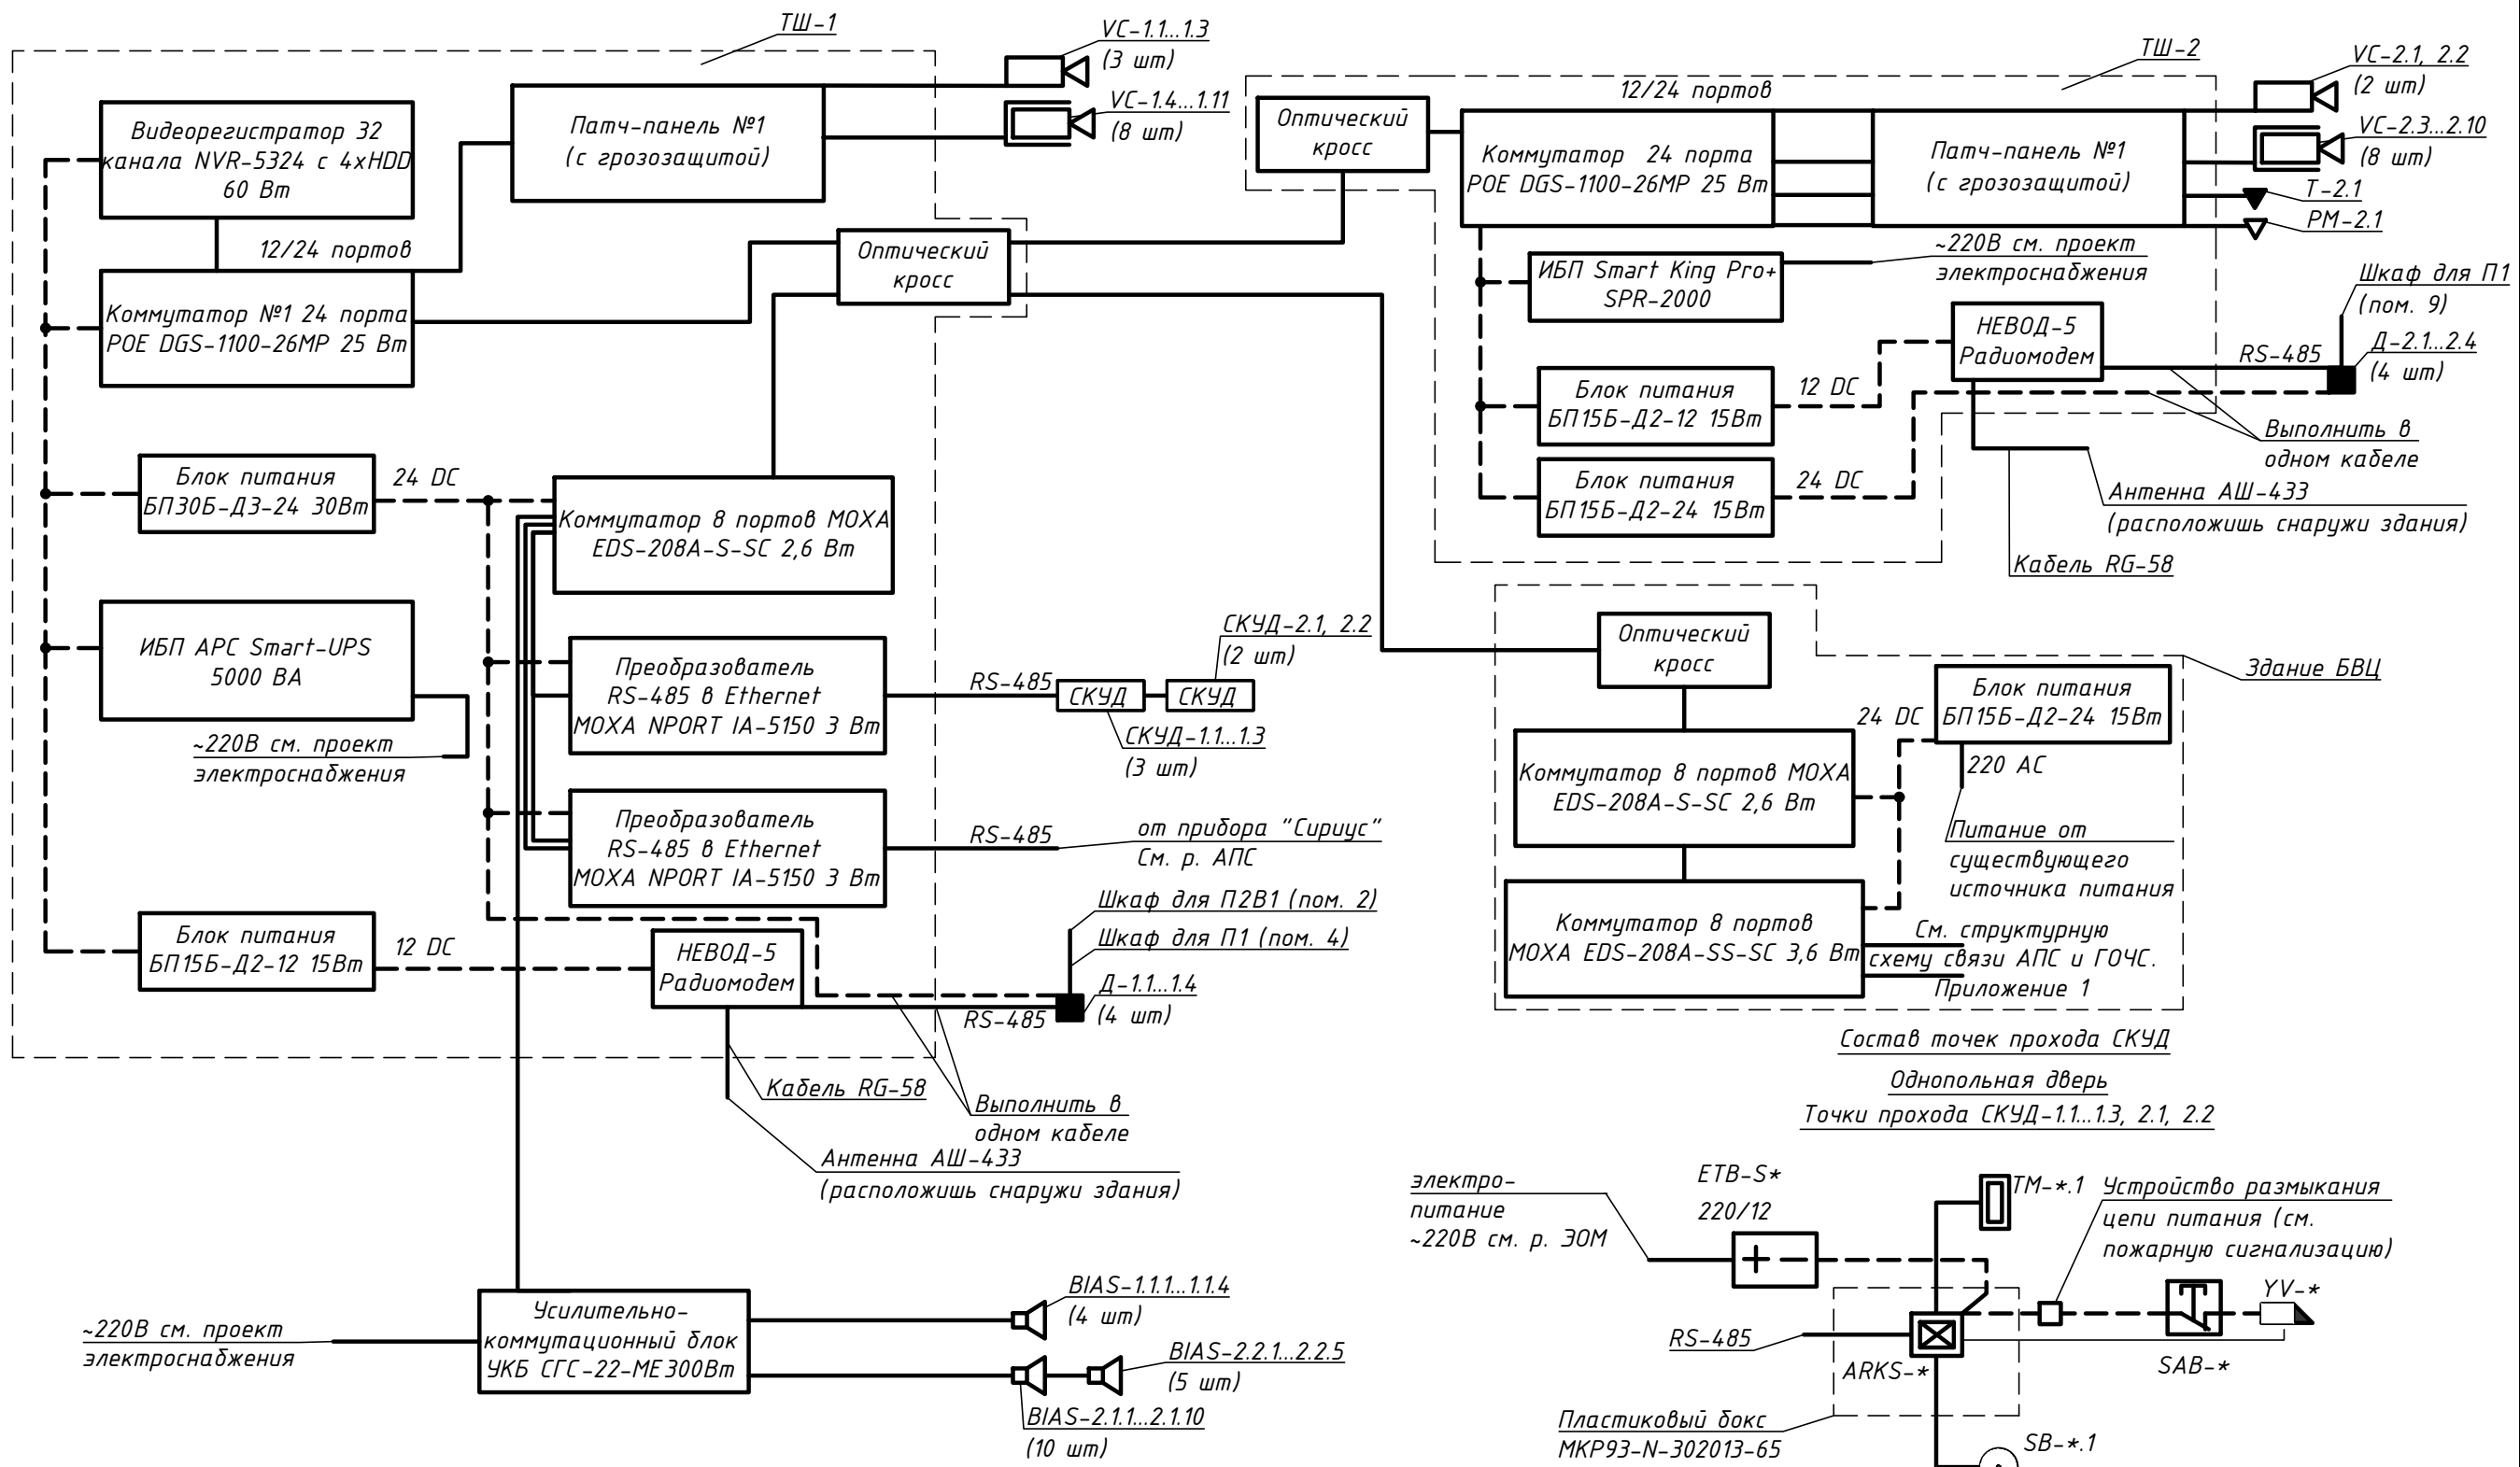 ТШ-1
VC-1.1...1.3
(3 шт)
VC-1.4...1.11
(8 шт)
Видеорегистратор 32
канала NVR-5324 с 4xHDD
60 Вт
Патч-панель №1
(с грозозащитой)
12/24 портов
Коммутатор №1 24 порта
POE DGS-1100-26MP 25 Вт
Оптический
кросс
Блок питания
БП30Б-Д3-24 30Вт
24 DC
Коммутатор 8 портов MOXA
EDS-208A-S-SC 2,6 Вт
ИБП APC Smart-UPS
5000 ВА
~220В см. проект
электроснабжения
Преобразователь
RS-485 в Ethernet
MOXA NPORT IA-5150 3 Вт
RS-485
СКУД
СКУД
СКУД-2.1, 2.2
(2 шт)
СКУД-1.1...1.3
(3 шт)
Преобразователь
RS-485 в Ethernet
MOXA NPORT IA-5150 3 Вт
RS-485
от прибора "Сириус"
См. р. АПС
Блок питания
БП15Б-Д2-12 15Вт
12 DC
НЕВОД-5
Радиомодем
Шкаф для П2В1 (пом. 2)
Шкаф для П1 (пом. 4)
Д-1.1...1.4
(4 шт)
RS-485
Кабель RG-58
Выполнить в
одном кабеле
Антенна АШ-433
(расположишь снаружи здания)
~220В см. проект
электроснабжения
Усилительно-
коммутационный блок
УКБ СГС-22-МЕ300Вт
BIAS-1.1.1...1.1.4
(4 шт)
BIAS-2.2.1...2.2.5
(5 шт)
BIAS-2.1.1...2.1.10
(10 шт)
ТШ-2
VC-2.1, 2.2
(2 шт)
VC-2.3...2.10
(8 шт)
Т-2.1
РМ-2.1
Оптический
кросс
12/24 портов
Коммутатор 24 порта
POE DGS-1100-26MP 25 Вт
Патч-панель №1
(с грозозащитой)
ИБП Smart King Pro+
SPR-2000
~220В см. проект
электроснабжения
Шкаф для П1
(пом. 9)
НЕВОД-5
Радиомодем
RS-485
Д-2.1...2.4
(4 шт)
Блок питания
БП15Б-Д2-12 15Вт
12 DC
Блок питания
БП15Б-Д2-24 15Вт
24 DC
Выполнить в
одном кабеле
Антенна АШ-433
(расположишь снаружи здания)
Кабель RG-58
Оптический
кросс
Здание БВЦ
Блок питания
БП15Б-Д2-24 15Вт
24 DC
220 AC
Коммутатор 8 портов MOXA
EDS-208A-S-SC 2,6 Вт
Питание от
существующего
источника питания
Коммутатор 8 портов
MOXA EDS-208A-SS-SC 3,6 Вт
См. структурную
схему связи АПС и ГОЧС.
Приложение 1
Состав точек прохода СКУД
Однопольная дверь
Точки прохода СКУД-1.1...1.3, 2.1, 2.2
электро-
питание
~220В см. р. ЭОМ
ETB-S*
220/12
TM-*.1
Устройство размыкания
цепи питания (см.
пожарную сигнализацию)
YV-*
SAB-*
RS-485
ARKS-*
Пластиковый бокс
MKP93-N-302013-65
SB-*.1